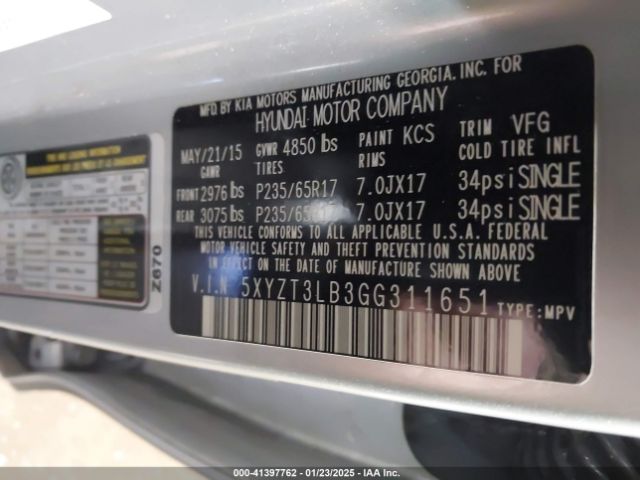 MFD BY KIA MOTORS MANUFACTURING GEORGIA, INC. FOR
HYUNDAI MOTOR COMPANY
MAY/21/15 GVWR 4850 lbs PAINT KCS TRIM VFG
GAWR TIRES RIMS COLD TIRE INFL
FRONT 2976 lbs P235/65R17 7.0JX17 34psi SINGLE
REAR 3075 lbs P235/65R17 7.0JX17 34psi SINGLE
THIS VEHICLE CONFORMS TO ALL APPLICABLE U.S.A. FEDERAL
MOTOR VEHICLE SAFETY AND THEFT PREVENTION STANDARDS
IN EFFECT ON THE DATE OF MANUFACTURE SHOWN ABOVE.
V.I.N 5XYZT3LB3GG311651 TYPE:MPV
Z670
000-41397762 - 01/23/2025 - IAA Inc.